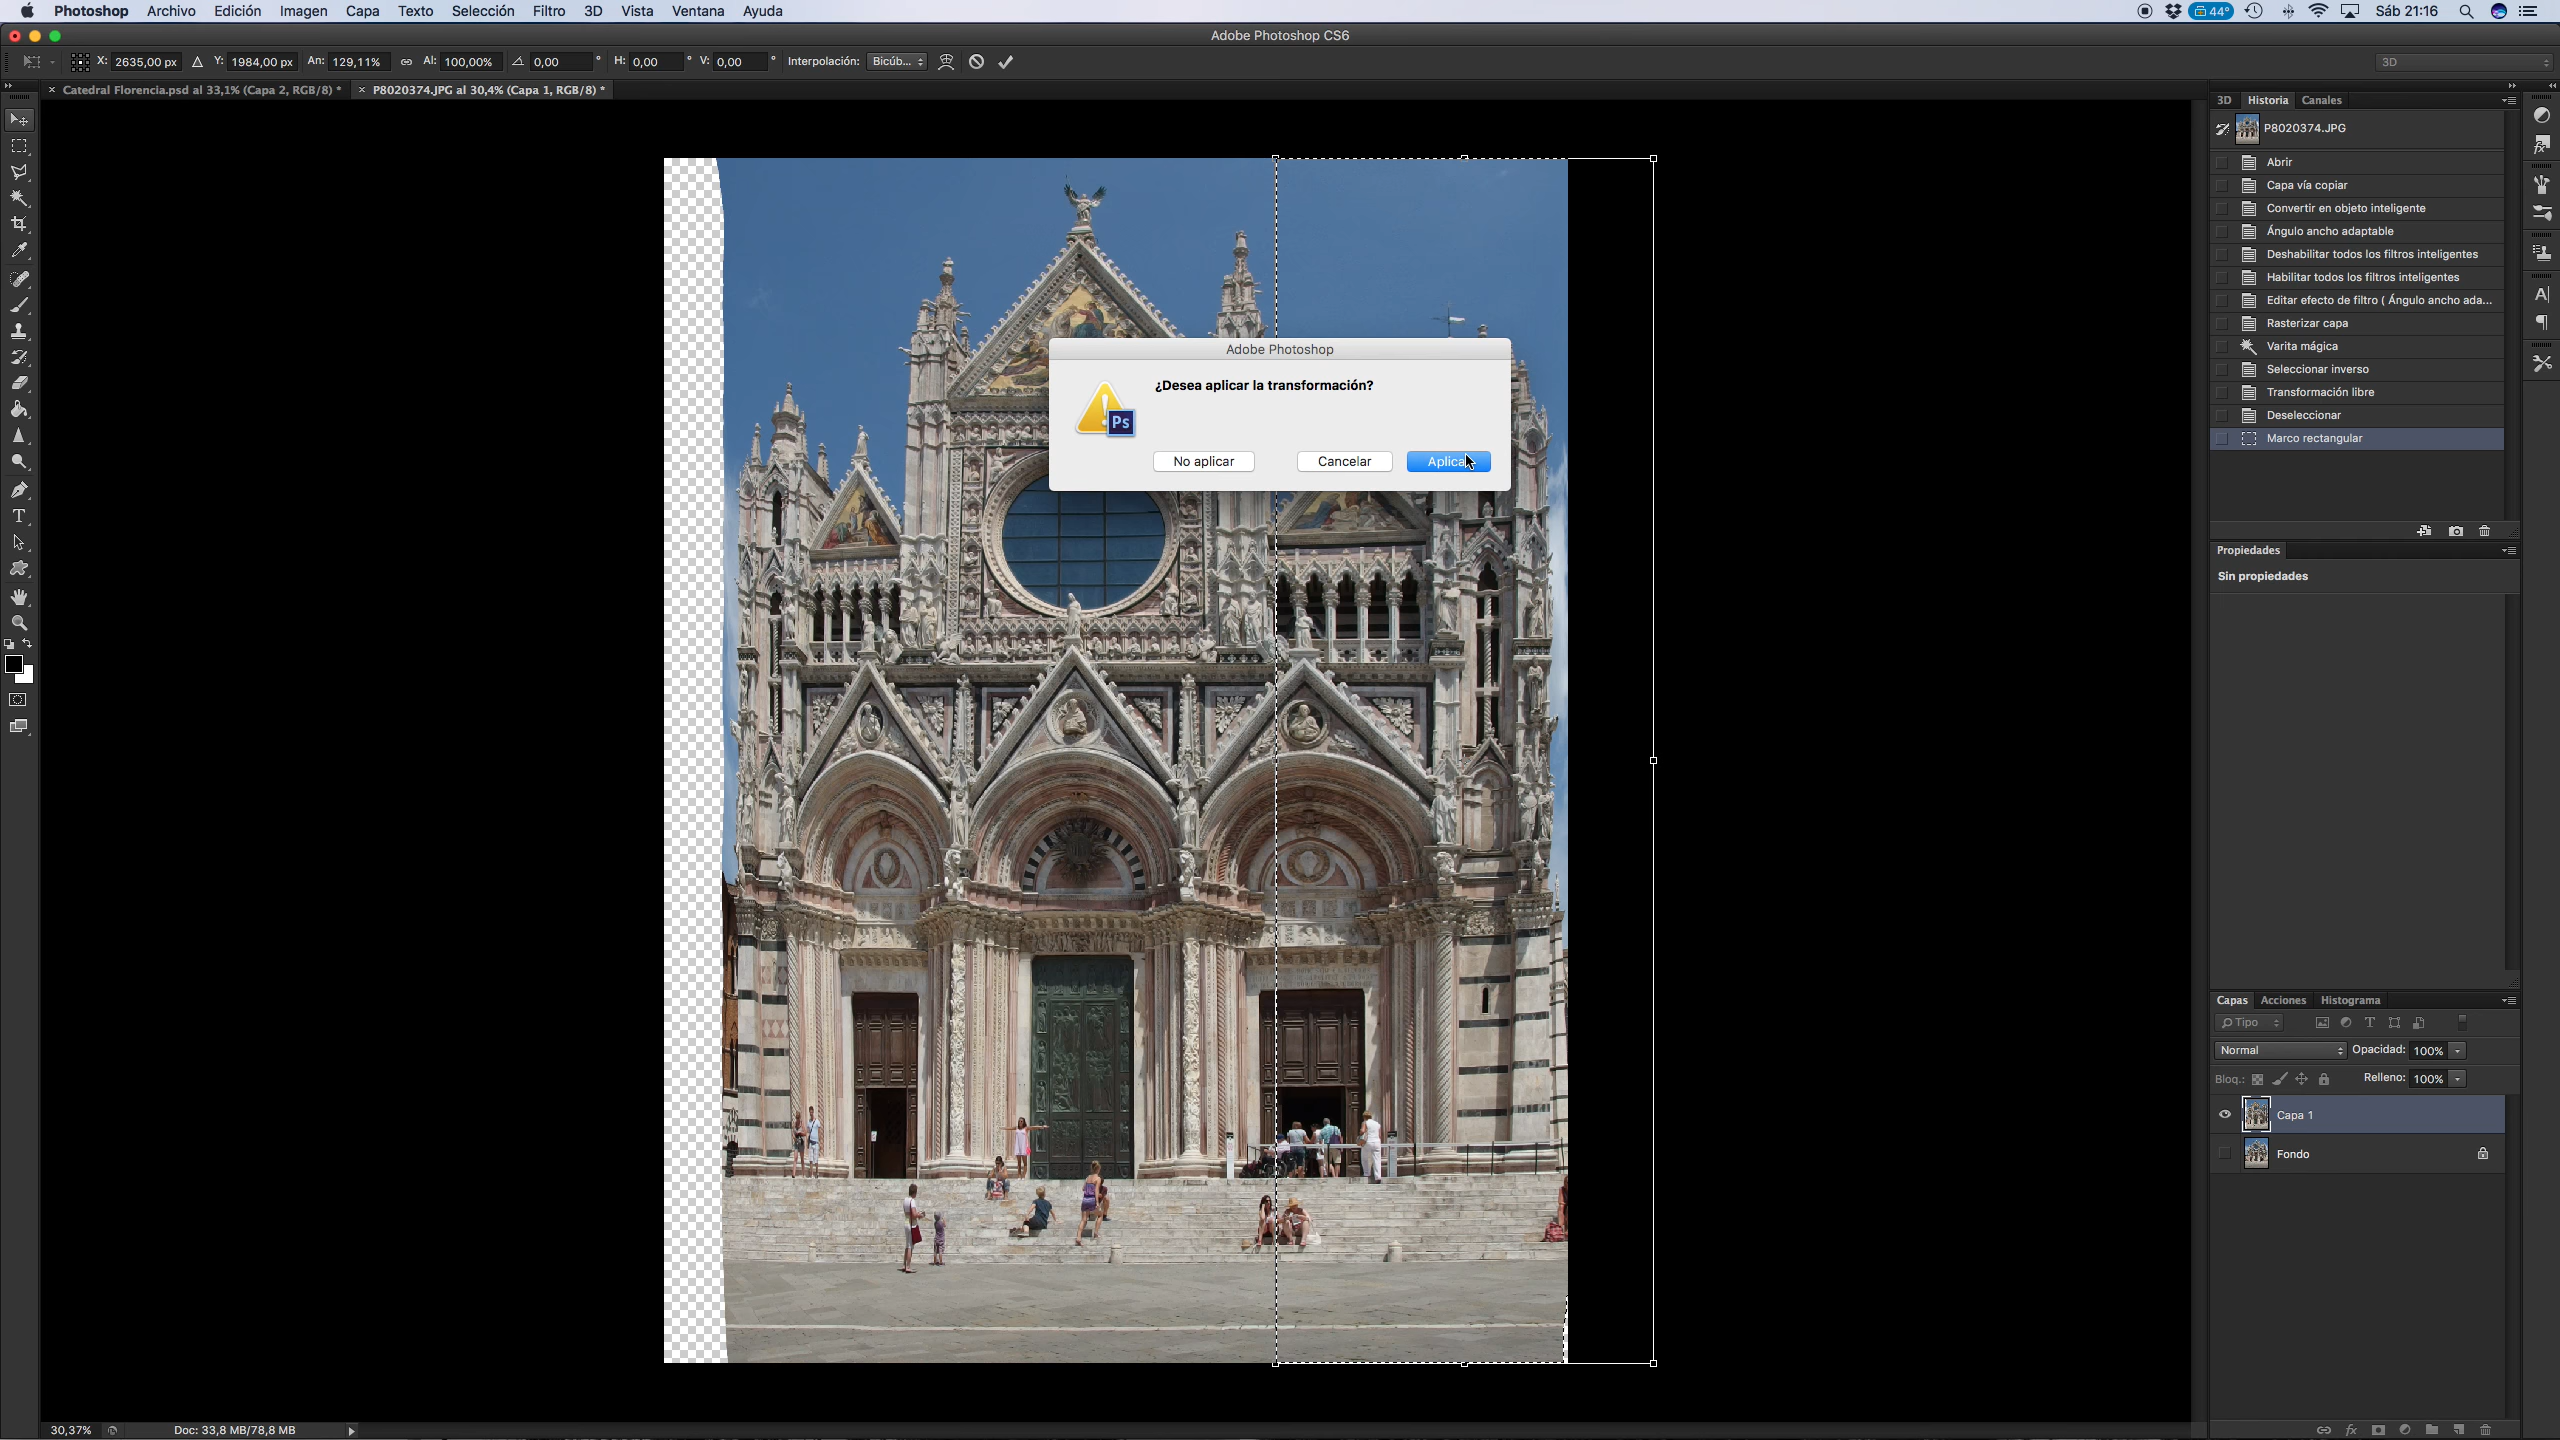 Photoshop Archivo Edición Imagen Capa Texto Selección Filtro 3D Vista Ventana Ayuda 44° Sáb 21:16
Adobe Photoshop CS6
X: 2635,00 px Y: 1984,00 px An: 129,11% Al: 100,00% 0,00 ° H: 0,00 ° V: 0,00 ° Interpolación: Bicúb... 3D
× Catedral Florencia.psd al 33,1% (Capa 2, RGB/8) * × P8020374.JPG al 30,4% (Capa 1, RGB/8) *
3D Historia Canales
P8020374.JPG
Abrir
Capa vía copiar
Convertir en objeto inteligente
Ángulo ancho adaptable
Deshabilitar todos los filtros inteligentes
Habilitar todos los filtros inteligentes
Editar efecto de filtro ( Ángulo ancho ada...
Rasterizar capa
Varita mágica
Seleccionar inverso
Transformación libre
Deseleccionar
Marco rectangular
Adobe Photoshop
¿Desea aplicar la transformación?
Ps
No aplicar Cancelar Aplicar
Propiedades
Sin propiedades
Capas Acciones Histograma
Tipo
Normal Opacidad: 100%
Bloq.: Relleno: 100%
Capa 1
Fondo
30,37% Doc: 33,8 MB/78,8 MB